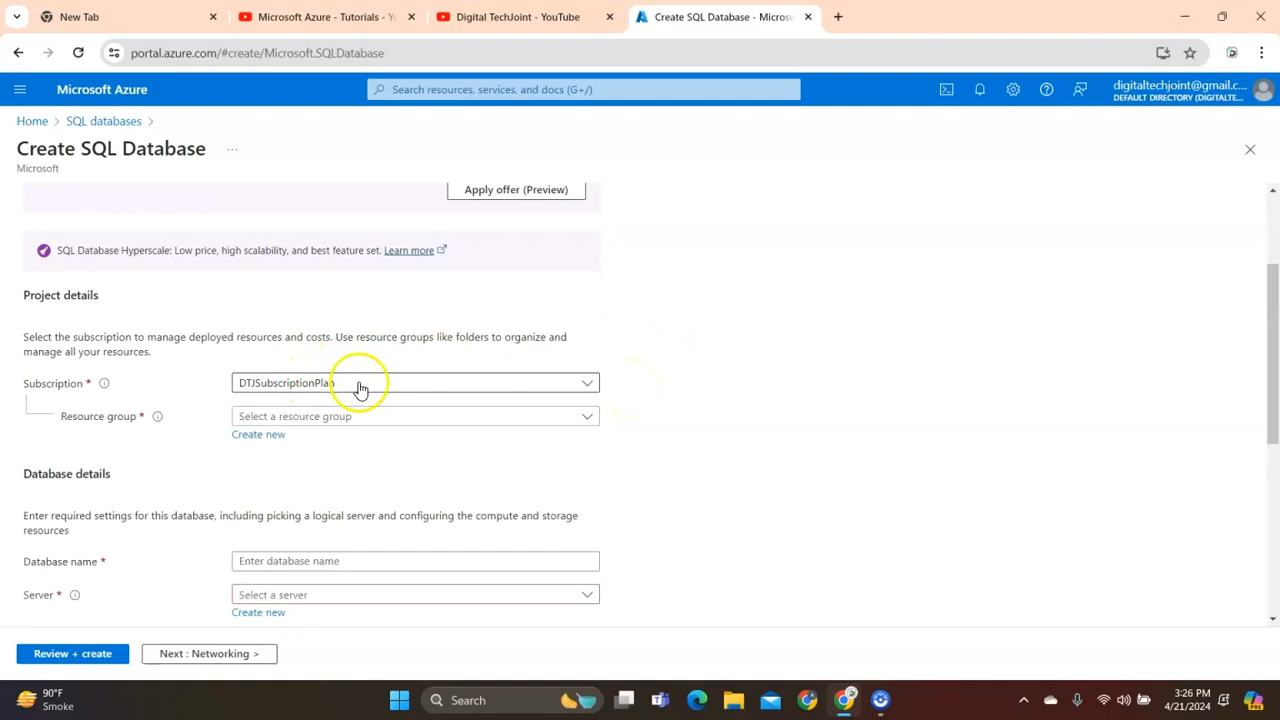 New Tab
Microsoft Azure - Tutorials - Yo
Digital TechJoint - YouTube
Create SQL Database - Microso
portal.azure.com/#create/Microsoft.SQLDatabase
Microsoft Azure
Search resources, services, and docs (G+/)
digitaltechjoint@gmail.c...
DEFAULT DIRECTORY (DIGITALTE...
Home > SQL databases >
Create SQL Database ...
Microsoft
Apply offer (Preview)
SQL Database Hyperscale: Low price, high scalability, and best feature set. Learn more
Project details
Select the subscription to manage deployed resources and costs. Use resource groups like folders to organize and
manage all your resources.
Subscription *
DTJSubscriptionPlan
Resource group *
Select a resource group
Create new
Database details
Enter required settings for this database, including picking a logical server and configuring the compute and storage
resources
Database name *
Enter database name
Server *
Select a server
Create new
Review + create
Next : Networking >
90°F
Smoke
Search
3:26 PM
4/21/2024